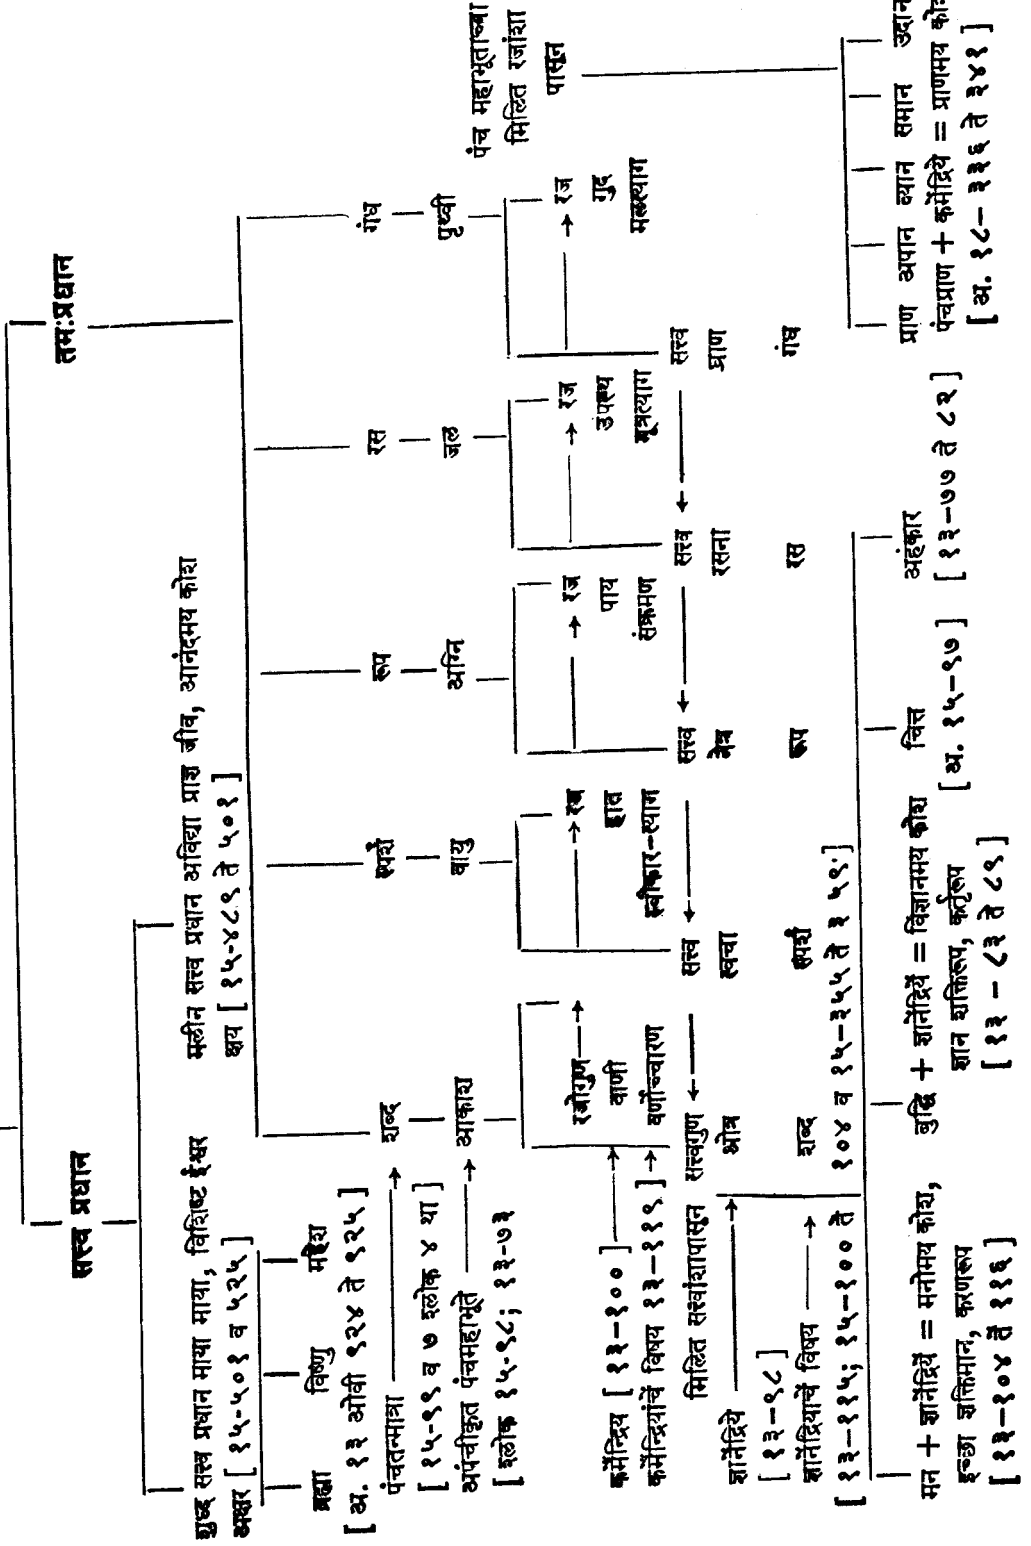 सत्त्व प्रधान
तमःप्रधान
शुध्द सत्त्व प्रधान माया माया, विशिष्ट ईश्वर
अक्षर [ १५-५०१ व ५२५ ]
मलीन सत्त्व प्रधान अविद्या प्राज्ञ जीव, आनंदमय कोश
क्षय [ १५-४८९ ते ५०१ ]
ब्रह्मा विष्णु महेश
[ अ. १३ ओवी ९२४ ते ९२५ ]
पंचतन्मात्रा → शब्द स्पर्श रूप रस गंध
[ १५-९९ व ७ श्लोक ४ था ]
अपंचीकृत पंचमहाभूते → आकाश वायु अग्नि जल पृथ्वी
[ श्लोक १५-९८; १३-७३
पंच महाभूतांच्या
मिलित रजांशा
पासून
कर्मेन्द्रिय [ १३-१०० ] → रजोगुण → → रज → रज → रज → रज
वाणी हात पाय उपस्थ गुद
कर्मेन्द्रियांचें विषय १३-११९ ] → वर्णोच्चारण स्वीकार-त्याग संक्रमण मूत्रत्याग मलत्याग
मिलित सत्त्वांशापासून सत्त्वगुण ← सत्त्व ← सत्त्व ← सत्त्व ← सत्त्व
ज्ञानेंद्रिये → श्रोत्र त्वचा नेत्र रसना घ्राण
[ १३-९८ ]
ज्ञानेंद्रियाचें विषय → शब्द स्पर्श रूप रस गंध
[ १३-११५; १५-१०० ते १०४ व १५-३५५ ते ३ ५९.]
मन + ज्ञानेंद्रियें = मनोमय कोश,
इच्छा शक्तिमान, करणरूप
[ १३-१०४ तें ११६ ]
बुद्धि + ज्ञानेंद्रियें = विज्ञानमय कोश
ज्ञान शक्तिरूप, कर्तृरूप
[ १३ - ८३ ते ८९ ]
चित्त
[ अ. १५-९७ ]
अहंकार
[ १३-७७ ते ८२ ]
प्राण अपान व्यान समान उदान
पंचप्राण + कर्मेंद्रिये = प्राणमय को
[ अ. १८- ३३६ ते ३४१ ]